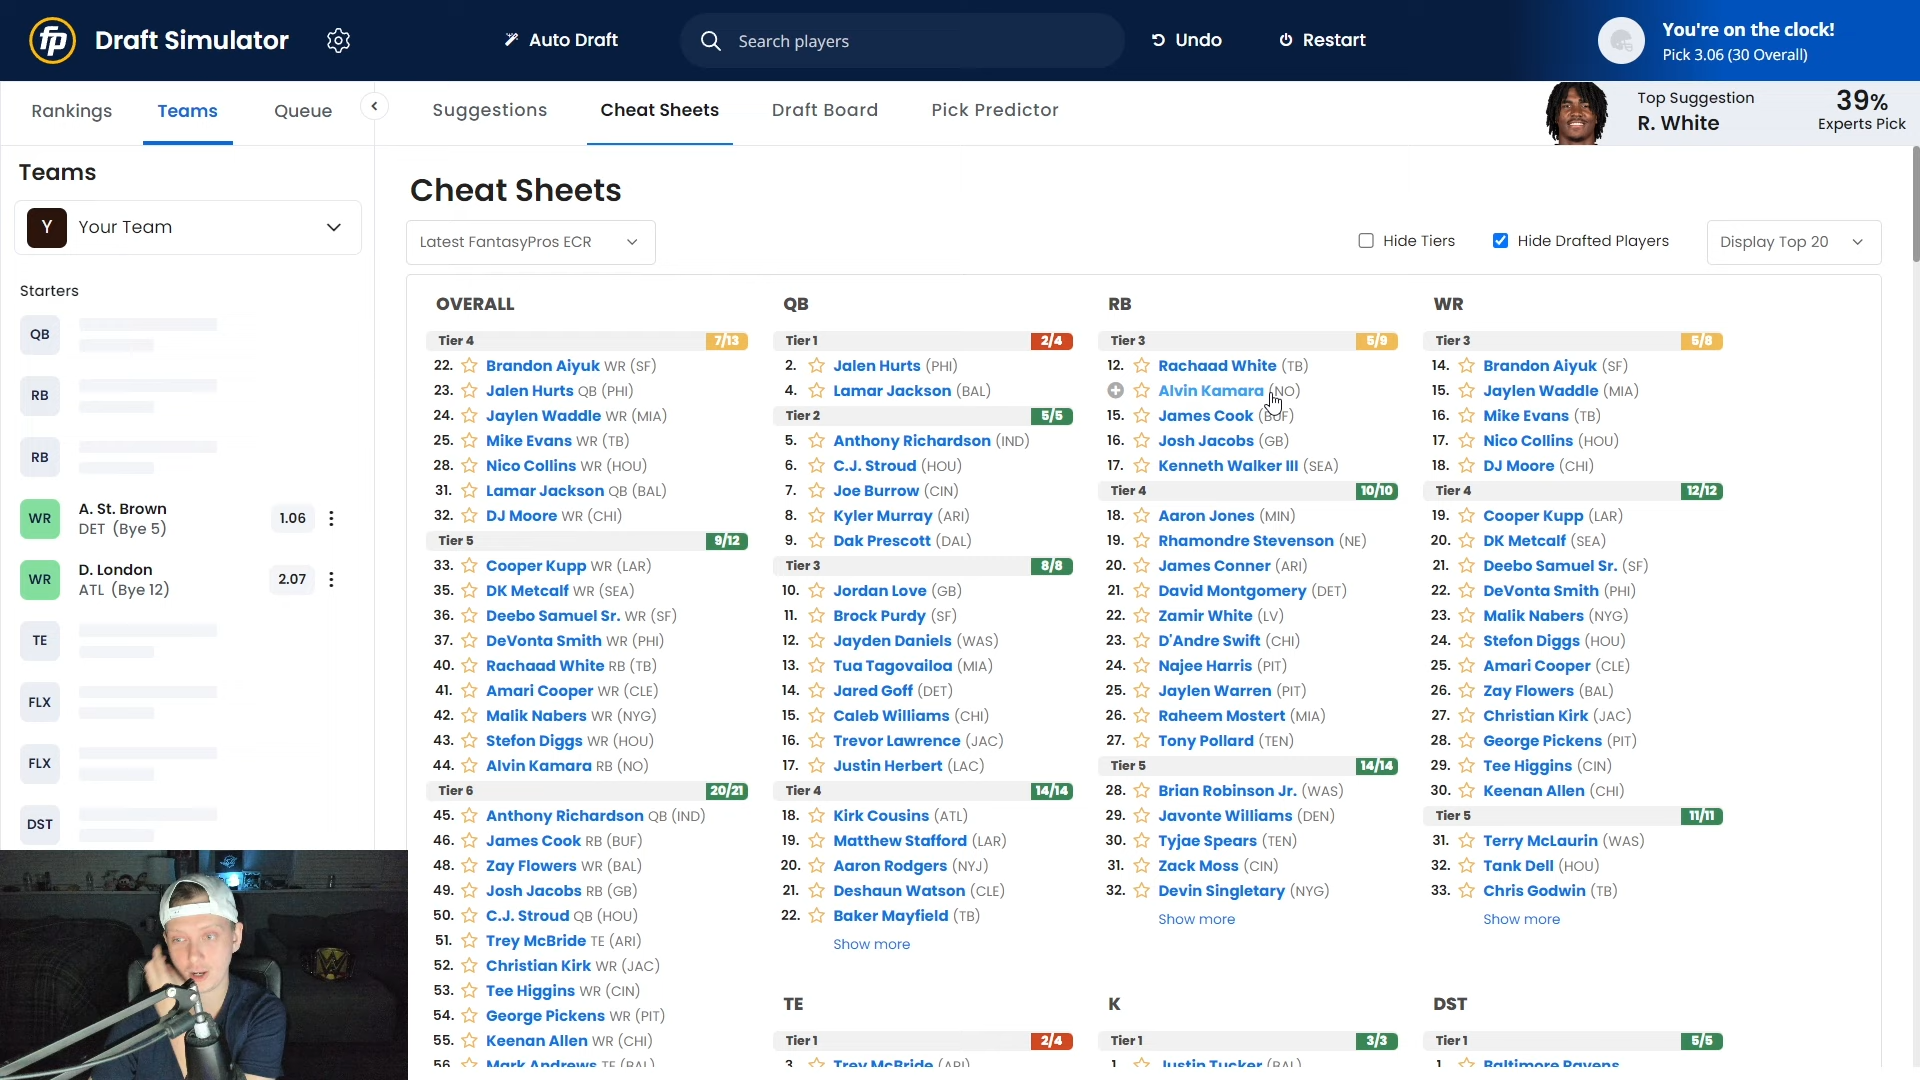 fp Draft Simulator
Auto Draft
Search players
Undo
Restart
You're on the clock!
Pick 3.06 (30 Overall)
Rankings
Teams
Queue
Suggestions
Cheat Sheets
Draft Board
Pick Predictor
Top Suggestion
R. White
39%
Experts Pick
Teams
Y Your Team
Starters
QB
RB
RB
WR A. St. Brown 1.06
DET (Bye 5)
WR D. London 2.07
ATL (Bye 12)
TE
FLX
FLX
DST
Cheat Sheets
Latest FantasyPros ECR
Hide Tiers
Hide Drafted Players
Display Top 20
OVERALL
Tier 4 7/13
22. Brandon Aiyuk WR (SF)
23. Jalen Hurts QB (PHI)
24. Jaylen Waddle WR (MIA)
25. Mike Evans WR (TB)
28. Nico Collins WR (HOU)
31. Lamar Jackson QB (BAL)
32. DJ Moore WR (CHI)
Tier 5 9/12
33. Cooper Kupp WR (LAR)
35. DK Metcalf WR (SEA)
36. Deebo Samuel Sr. WR (SF)
37. DeVonta Smith WR (PHI)
40. Rachaad White RB (TB)
41. Amari Cooper WR (CLE)
42. Malik Nabers WR (NYG)
43. Stefon Diggs WR (HOU)
44. Alvin Kamara RB (NO)
Tier 6 20/21
45. Anthony Richardson QB (IND)
46. James Cook RB (BUF)
48. Zay Flowers WR (BAL)
49. Josh Jacobs RB (GB)
50. C.J. Stroud QB (HOU)
51. Trey McBride TE (ARI)
52. Christian Kirk WR (JAC)
53. Tee Higgins WR (CIN)
54. George Pickens WR (PIT)
55. Keenan Allen WR (CHI)
56. Mark Andrews TE (BAL)
QB
Tier 1 2/4
2. Jalen Hurts (PHI)
4. Lamar Jackson (BAL)
Tier 2 5/5
5. Anthony Richardson (IND)
6. C.J. Stroud (HOU)
7. Joe Burrow (CIN)
8. Kyler Murray (ARI)
9. Dak Prescott (DAL)
Tier 3 8/8
10. Jordan Love (GB)
11. Brock Purdy (SF)
12. Jayden Daniels (WAS)
13. Tua Tagovailoa (MIA)
14. Jared Goff (DET)
15. Caleb Williams (CHI)
16. Trevor Lawrence (JAC)
17. Justin Herbert (LAC)
Tier 4 14/14
18. Kirk Cousins (ATL)
19. Matthew Stafford (LAR)
20. Aaron Rodgers (NYJ)
21. Deshaun Watson (CLE)
22. Baker Mayfield (TB)
Show more
RB
Tier 3 5/9
12. Rachaad White (TB)
Alvin Kamara (NO)
15. James Cook (BUF)
16. Josh Jacobs (GB)
17. Kenneth Walker III (SEA)
Tier 4 10/10
18. Aaron Jones (MIN)
19. Rhamondre Stevenson (NE)
20. James Conner (ARI)
21. David Montgomery (DET)
22. Zamir White (LV)
23. D'Andre Swift (CHI)
24. Najee Harris (PIT)
25. Jaylen Warren (PIT)
26. Raheem Mostert (MIA)
27. Tony Pollard (TEN)
Tier 5 14/14
28. Brian Robinson Jr. (WAS)
29. Javonte Williams (DEN)
30. Tyjae Spears (TEN)
31. Zack Moss (CIN)
32. Devin Singletary (NYG)
Show more
WR
Tier 3 5/8
14. Brandon Aiyuk (SF)
15. Jaylen Waddle (MIA)
16. Mike Evans (TB)
17. Nico Collins (HOU)
18. DJ Moore (CHI)
Tier 4 12/12
19. Cooper Kupp (LAR)
20. DK Metcalf (SEA)
21. Deebo Samuel Sr. (SF)
22. DeVonta Smith (PHI)
23. Malik Nabers (NYG)
24. Stefon Diggs (HOU)
25. Amari Cooper (CLE)
26. Zay Flowers (BAL)
27. Christian Kirk (JAC)
28. George Pickens (PIT)
29. Tee Higgins (CIN)
30. Keenan Allen (CHI)
Tier 5 11/11
31. Terry McLaurin (WAS)
32. Tank Dell (HOU)
33. Chris Godwin (TB)
Show more
TE
Tier 1 2/4
3. Trey McBride (ARI)
K
Tier 1 3/3
1. Justin Tucker (BAL)
DST
Tier 1 5/5
1. Baltimore Ravens